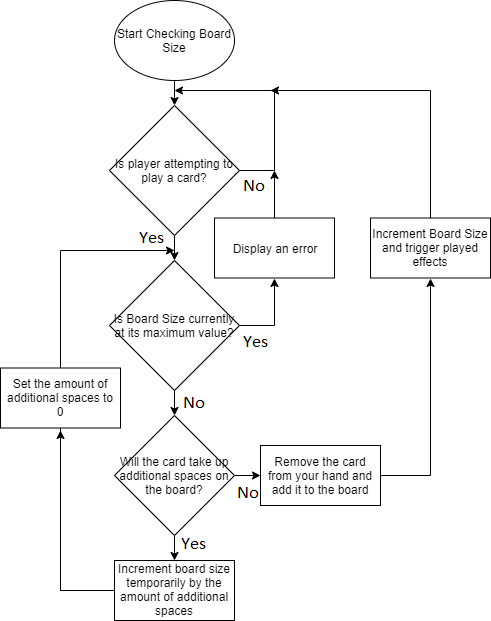 Start Checking Board
Size
Is player attempting to
play a card?
No
Yes
Display an error
Increment Board Size
and trigger played
effects
Is Board Size currently
at its maximum value?
Yes
No
Set the amount of
additional spaces to
0
Will the card take up
additional spaces on
the board?
No
Remove the card
from your hand and
add it to the board
Yes
Increment board size
temporarily by the
amount of additional
spaces